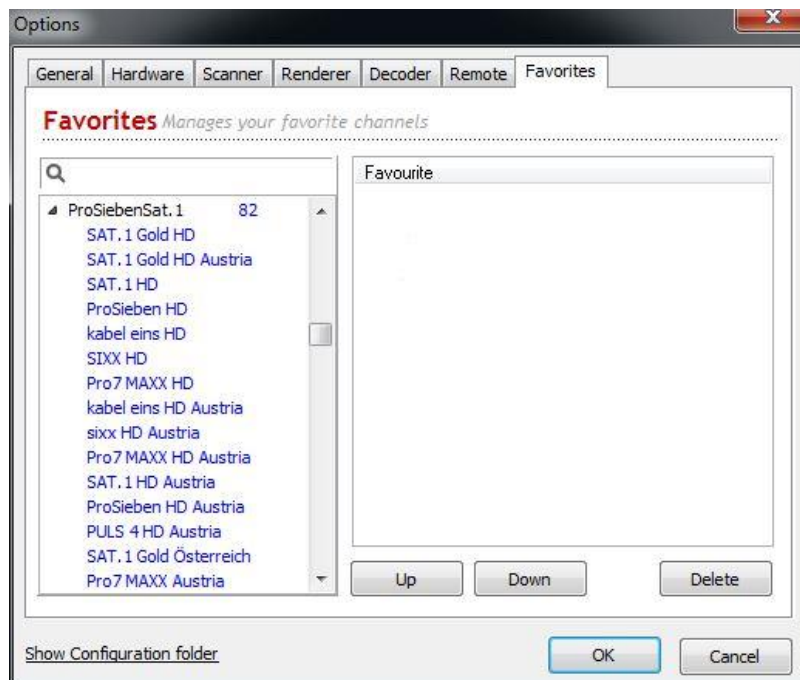 Options
General Hardware Scanner Renderer Decoder Remote Favorites
Favorites Manages your favorite channels
Favourite
ProSiebenSat.1 82
SAT.1 Gold HD
SAT.1 Gold HD Austria
SAT.1 HD
ProSieben HD
kabel eins HD
SIXX HD
Pro7 MAXX HD
kabel eins HD Austria
sixx HD Austria
Pro7 MAXX HD Austria
SAT.1 HD Austria
ProSieben HD Austria
PULS 4 HD Austria
SAT.1 Gold Österreich
Pro7 MAXX Austria
Up Down Delete
Show Configuration folder OK Cancel